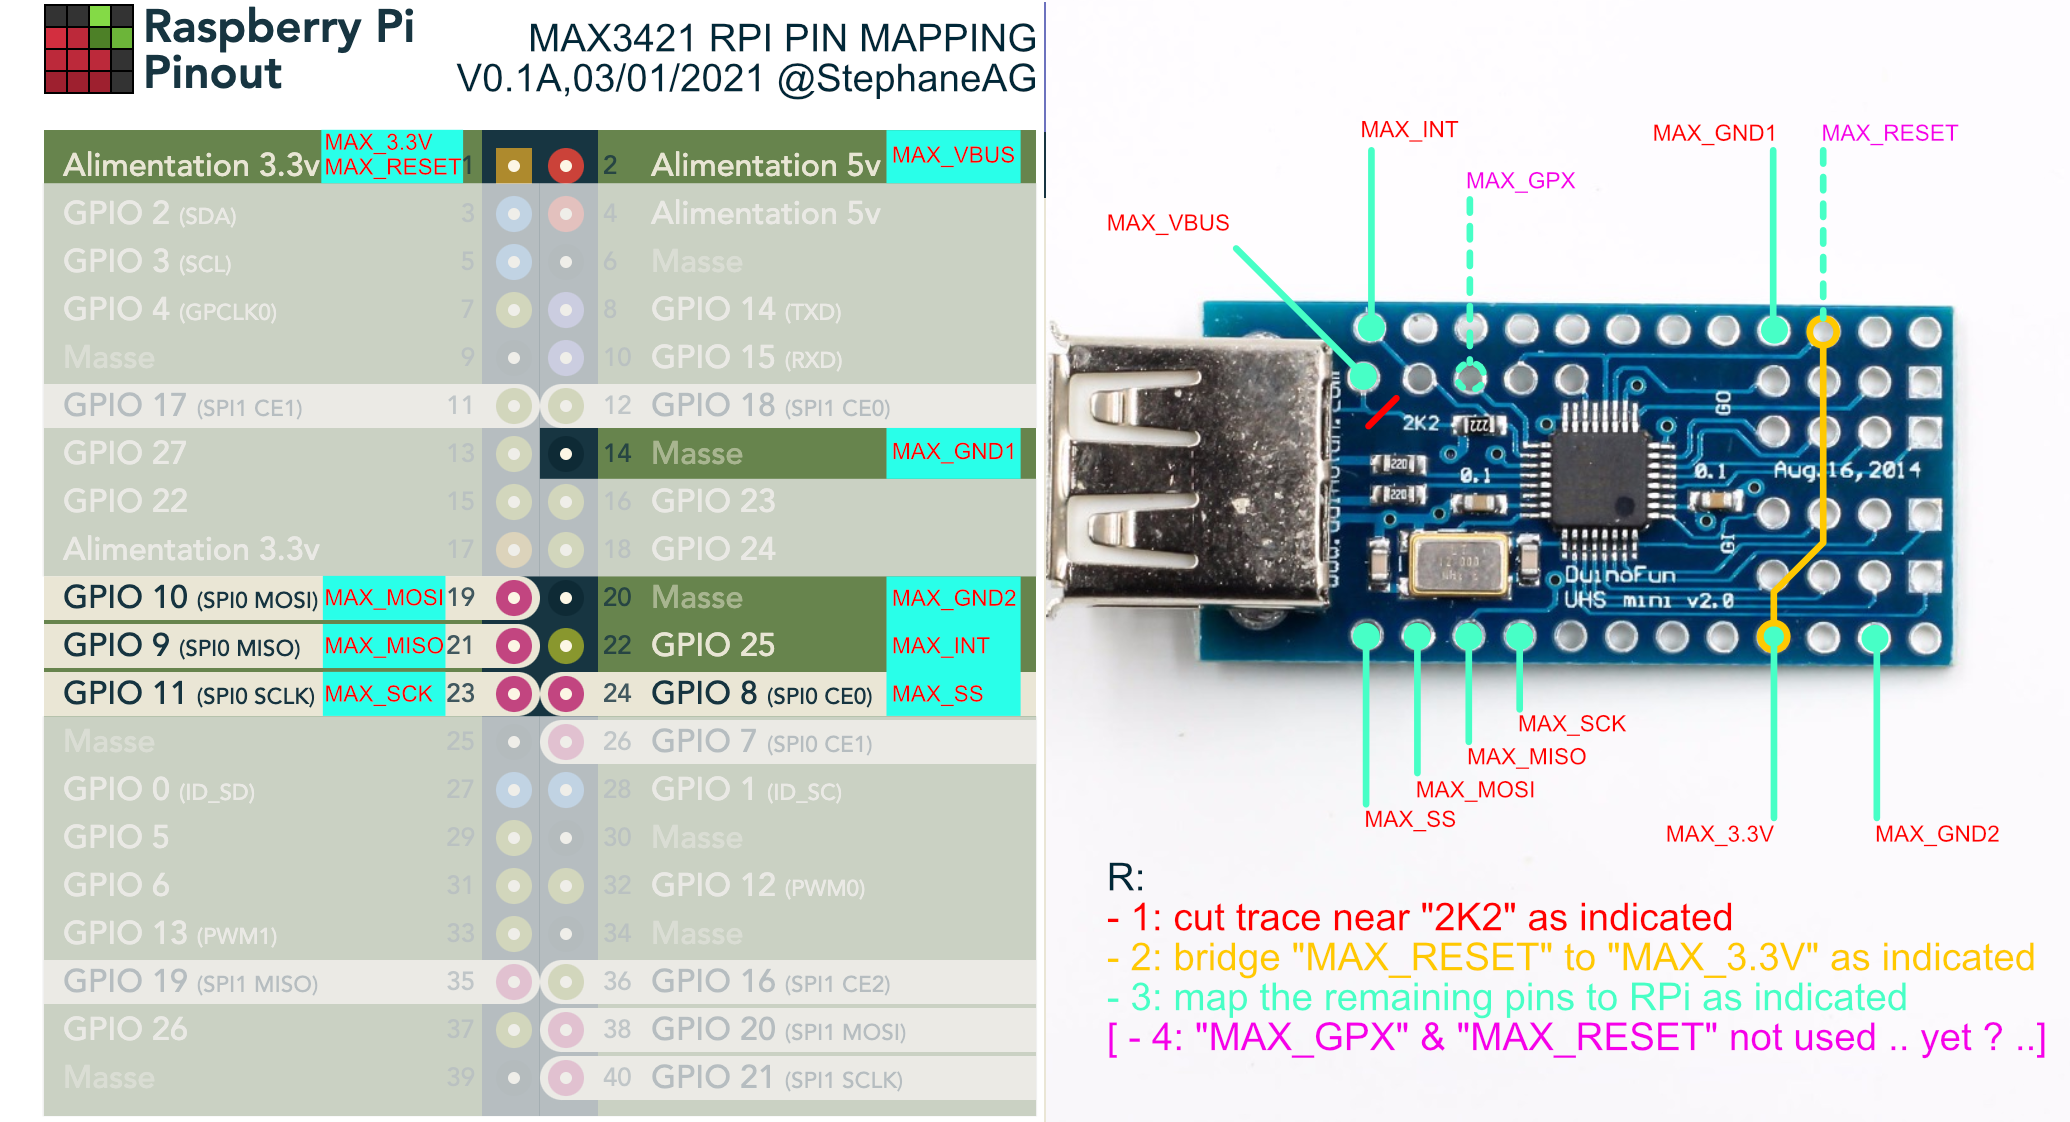 Raspberry Pi
Pinout
MAX3421 RPI PIN MAPPING
V0.1A,03/01/2021 @StephaneAG
MAX_3.3V
Alimentation 3.3v MAX_RESET 1 2 Alimentation 5v MAX_VBUS
GPIO 2 (SDA) 3 4 Alimentation 5v
GPIO 3 (SCL) 5 6 Masse
GPIO 4 (GPCLK0) 7 8 GPIO 14 (TXD)
Masse 9 10 GPIO 15 (RXD)
GPIO 17 (SPI1 CE1) 11 12 GPIO 18 (SPI1 CE0)
GPIO 27 13 14 Masse MAX_GND1
GPIO 22 15 16 GPIO 23
Alimentation 3.3v 17 18 GPIO 24
GPIO 10 (SPI0 MOSI) MAX_MOSI 19 20 Masse MAX_GND2
GPIO 9 (SPI0 MISO) MAX_MISO 21 22 GPIO 25 MAX_INT
GPIO 11 (SPI0 SCLK) MAX_SCK 23 24 GPIO 8 (SPI0 CE0) MAX_SS
Masse 25 26 GPIO 7 (SPI0 CE1)
GPIO 0 (ID_SD) 27 28 GPIO 1 (ID_SC)
GPIO 5 29 30 Masse
GPIO 6 31 32 GPIO 12 (PWM0)
GPIO 13 (PWM1) 33 34 Masse
GPIO 19 (SPI1 MISO) 35 36 GPIO 16 (SPI1 CE2)
GPIO 26 37 38 GPIO 20 (SPI1 MOSI)
Masse 39 40 GPIO 21 (SPI1 SCLK)
MAX_INT
MAX_GND1
MAX_RESET
MAX_GPX
MAX_VBUS
GO
2K2
222
220
0.1
0.1
Aug.16,2014
220
GI
DuinoFun
UHS mini v2.0
MAX_SCK
MAX_MISO
MAX_MOSI
MAX_SS
MAX_3.3V
MAX_GND2
R:
- 1: cut trace near "2K2" as indicated
- 2: bridge "MAX_RESET" to "MAX_3.3V" as indicated
- 3: map the remaining pins to RPi as indicated
[ - 4: "MAX_GPX" & "MAX_RESET" not used .. yet ? ..]